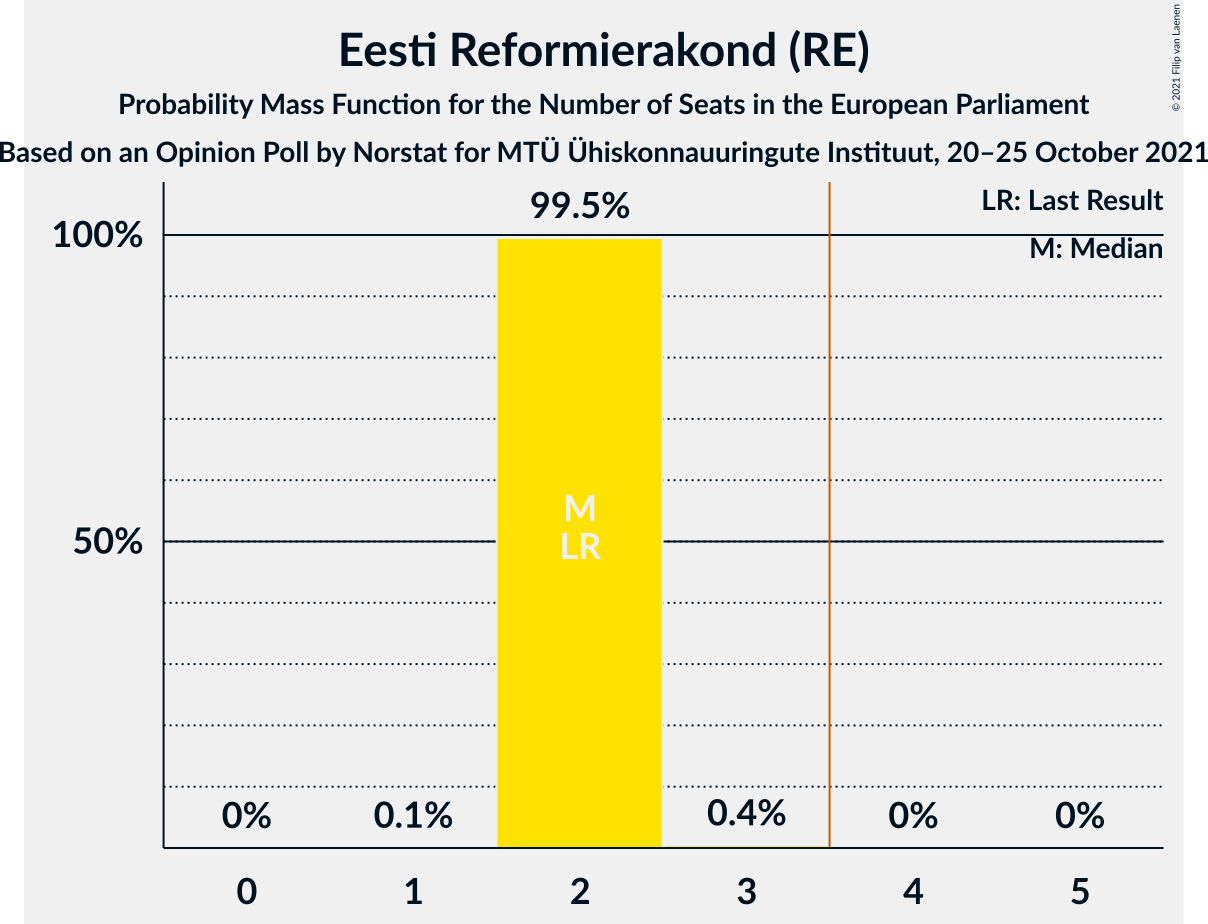 Eesti Reformierakond (RE)
© 2021 Filip van Laenen
Probability Mass Function for the Number of Seats in the European Parliament
Based on an Opinion Poll by Norstat for MTÜ Ühiskonnauuringute Instituut, 20–25 October 2021
99.5%
LR: Last Result
100%
M: Median
M
50%
LR
0%
0.1%
0.4%
0%
0%
0
1
2
3
4
5